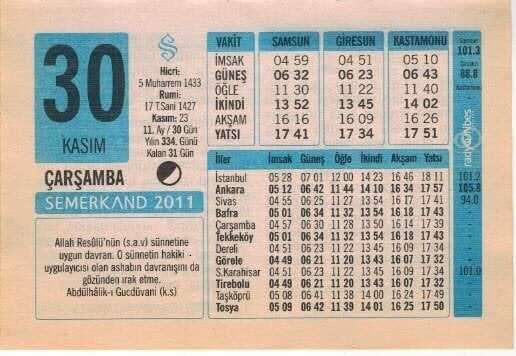 30
KASIM
ÇARŞAMBA
SEMERKAND 2011
Hicri:
5 Muharrem 1433
Rumi:
17 T.Sani 1427
Kasım: 23
11. Ay / 30 Gün
Yılın 334. Günü
Kalan 31 Gün
Allah Resûlü'nün (s.a.v) sünnetine
uygun davran. O sünnetin hakiki
uygulayıcısı olan ashabın davranışını da
gözünden ırak etme.
Abdülhâlik-ı Gucdüvani (k.s)
VAKİT SAMSUN GİRESUN KASTAMONU
İMSAK 04 59 04 51 05 10
GÜNEŞ 06 32 06 23 06 43
ÖĞLE 11 30 11 22 11 40
İKİNDİ 13 52 13 45 14 02
AKŞAM 16 16 16 09 16 26
YATSI 17 41 17 34 17 51
İller İmsak Güneş Öğle İkindi Akşam Yatsı
İstanbul 05 28 07 01 12 00 14 23 16 46 18 11
Ankara 05 12 06 42 11 44 14 10 16 34 17 57
Sivas 04 55 06 25 11 27 13 54 16 17 17 41
Bafra 05 01 06 34 11 32 13 54 16 18 17 43
Çarşamba 04 57 06 30 11 28 13 51 16 15 17 39
Tekkeköy 05 01 06 34 11 32 13 54 16 18 17 43
Dereli 04 51 06 23 11 22 13 45 16 09 17 34
Görele 04 49 06 21 11 20 13 43 16 07 17 32
S.Karahisar 04 51 06 23 11 22 13 45 16 09 17 34
Tirebolu 04 49 06 21 11 20 13 43 16 07 17 32
Taşköprü 05 08 06 41 11 39 14 00 16 24 17 49
Tosya 05 09 06 42 11 39 14 01 16 25 17 50
Samsun
101.3
Giresun
88.8
Kastamonu
radyo
101.2
105.8
94.0
101.0